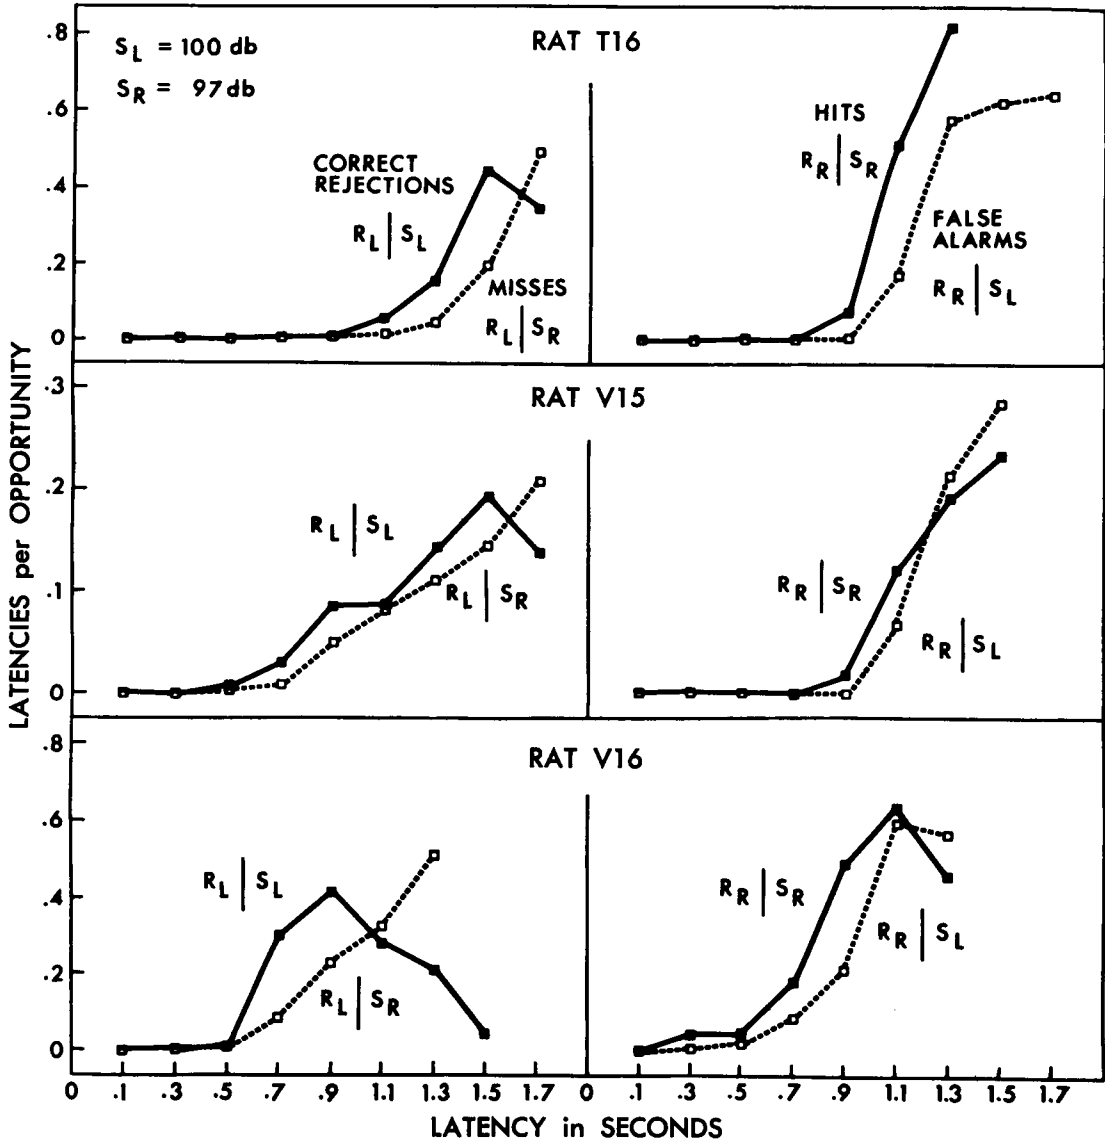 RAT T16
S_L = 100 db
S_R = 97 db
.8
.6
.4
.2
0
CORRECT
REJECTIONS
R_L | S_L
MISSES
R_L | S_R
HITS
R_R | S_R
FALSE
ALARMS
R_R | S_L
RAT V15
.3
.2
.1
0
R_L | S_L
R_L | S_R
R_R | S_R
R_R | S_L
RAT V16
.8
.6
.4
.2
0
R_L | S_L
R_L | S_R
R_R | S_R
R_R | S_L
0 .1 .3 .5 .7 .9 1.1 1.3 1.5 1.7 0 .1 .3 .5 .7 .9 1.1 1.3 1.5 1.7
LATENCY in SECONDS
LATENCIES per OPPORTUNITY